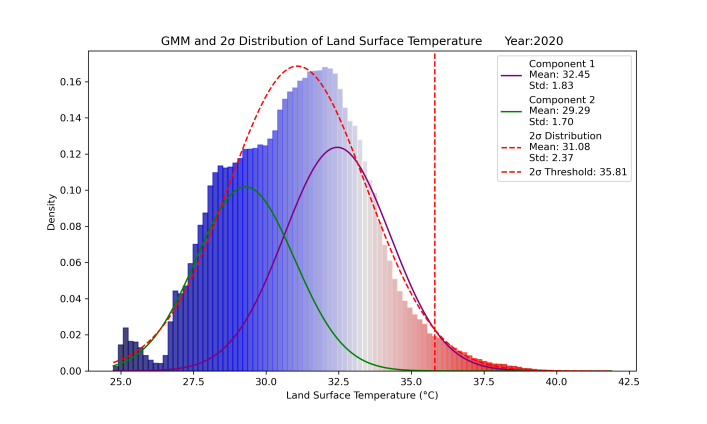 GMM and 2σ Distribution of Land Surface Temperature Year:2020
Component 1
Mean: 32.45
Std: 1.83
Component 2
Mean: 29.29
Std: 1.70
2σ Distribution
Mean: 31.08
Std: 2.37
2σ Threshold: 35.81
Density
0.16
0.14
0.12
0.10
0.08
0.06
0.04
0.02
0.00
25.0 27.5 30.0 32.5 35.0 37.5 40.0 42.5
Land Surface Temperature (°C)